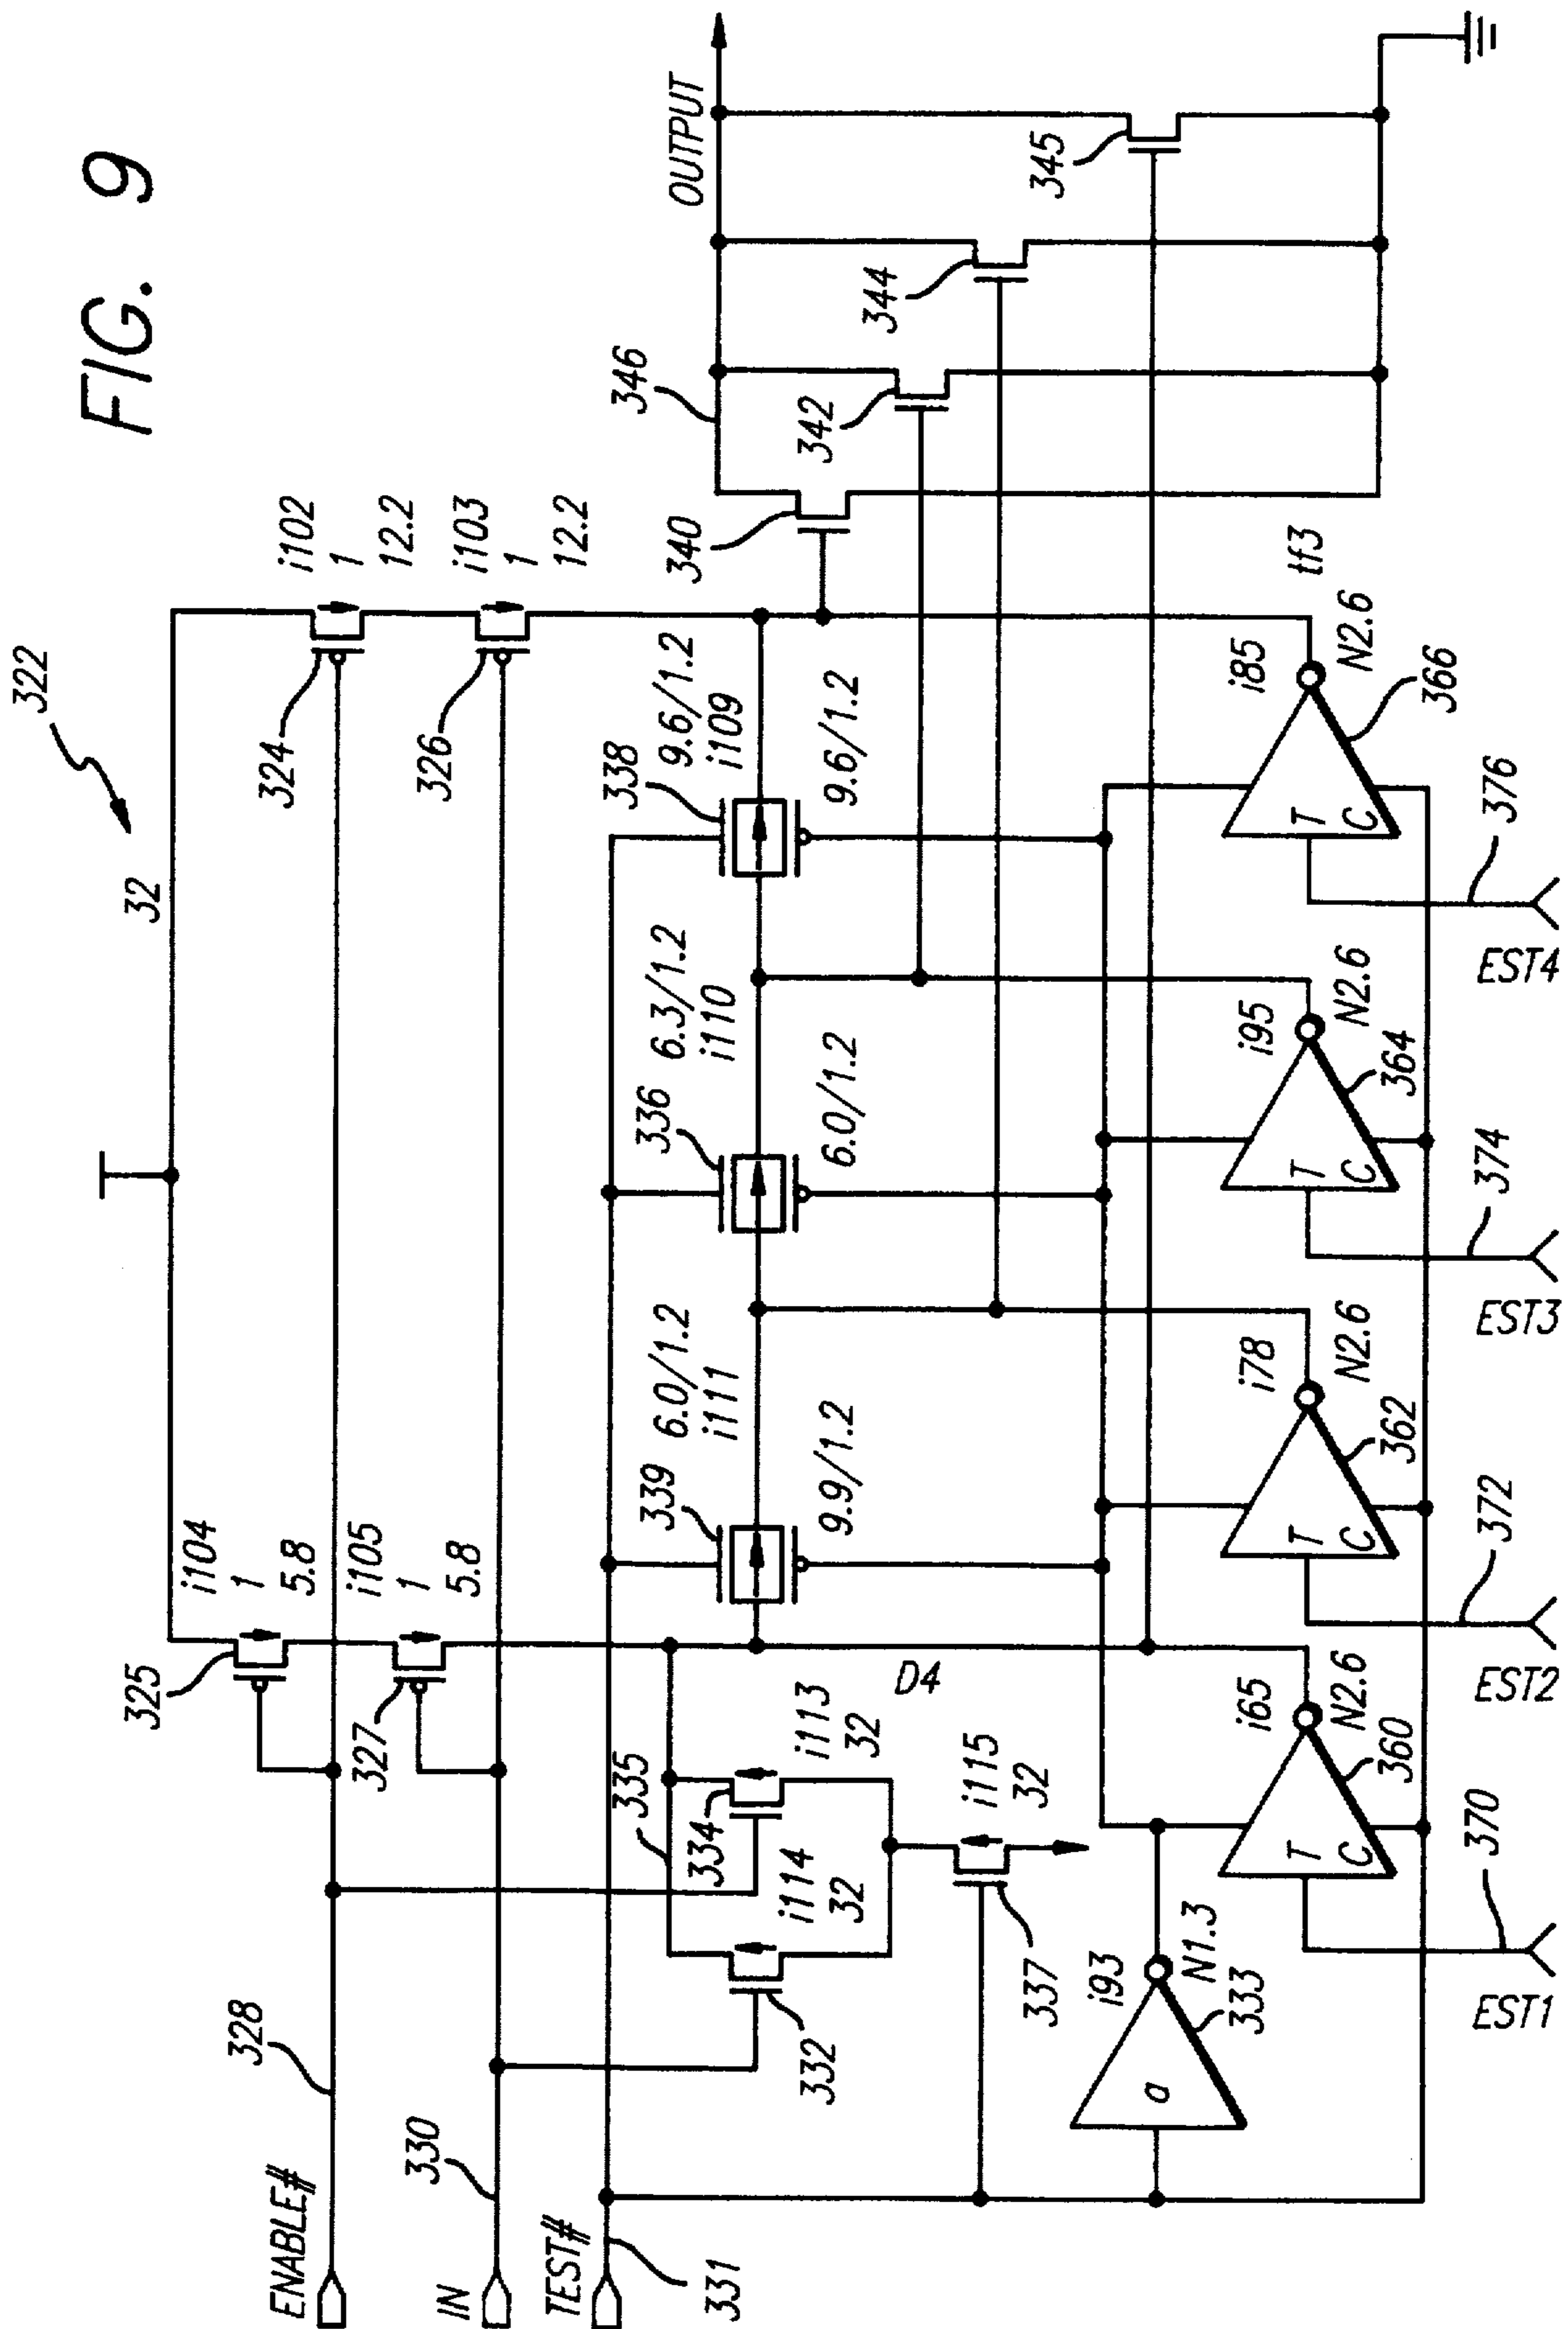 FIG. 9
322
32
i102
1
12.2
324
i103
1
12.2
326
i104
1
5.8
325
i105
1
5.8
327
ENABLE#
328
IN
330
TEST#
331
335
334
i113
32
i114
32
332
i115
32
337
i93
N1.3
333
a
D4
339
6.0/1.2
i111
9.9/1.2
336
6.3/1.2
i110
6.0/1.2
338
9.6/1.2
i109
9.6/1.2
340
346
342
344
345
OUTPUT
i65
N2.6
360
T
C
370
EST1
i78
N2.6
362
T
C
372
EST2
i95
N2.6
364
T
C
374
EST3
i85
N2.6
366
T
C
376
EST4
tf3